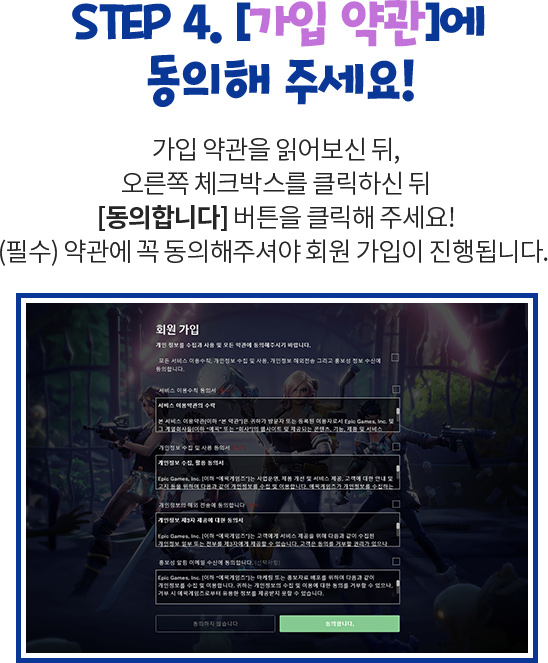 STEP 4. [가입 약관]에
동의해 주세요!
가입 약관을 읽어보신 뒤,
오른쪽 체크박스를 클릭하신 뒤
[동의합니다] 버튼을 클릭해 주세요!
(필수) 약관에 꼭 동의해주셔야 회원 가입이 진행됩니다.
회원 가입
개인 정보를 수집과 사용 및 모든 약관에 동의해주시기 바랍니다.
모든 서비스 이용수칙, 개인정보 수집 및 사용, 개인정보 해외전송 그리고 홍보성 정보 수신에
동의합니다.
서비스 이용수칙 동의서
서비스 이용약관의 수락
본 서비스 이용약관(이하 "본 약관")은 귀하가 방문자 또는 등록된 이용자로서 Epic Games, Inc. 및
그 계열회사들(이하 "에픽" 또는 "회사")의 웹사이트 및 제공되는 콘텐츠, 기능, 제품 및 서비스
개인정보 수집 및 사용 동의서
개인정보 수집, 활용 동의서
Epic Games, Inc. (이하 "에픽게임즈")는 사업운영, 제품 개선 및 서비스 제공, 고객에 대한 안내 및
고지 등을 위하여 다음과 같이 개인정보를 수집 및 이용합니다. 에픽게임즈가 개인정보를 수집하는
개인정보의 해외 전송에 동의합니다
개인정보 제3자 제공에 대한 동의서
Epic Games, Inc. (이하 "에픽게임즈")는 고객에게 서비스 제공을 위해 다음과 같이 수집된
개인정보 일부 또는 전부를 제3자에게 제공할 수 있습니다. 고객은 동의를 거부할 권리가 있으나
홍보성 알림 이메일 수신에 동의합니다. (선택사항)
Epic Games, Inc. (이하 "에픽게임즈")는 마케팅 또는 홍보자료 배포를 위하여 다음과 같이
개인정보를 수집 및 이용합니다. 귀하는 개인정보의 수집 및 이용에 대한 동의를 거부할 수 있으나,
거부 시 에픽게임즈로부터 유용한 정보를 제공받지 못할 수 있습니다.
동의하지 않습니다
동의합니다.